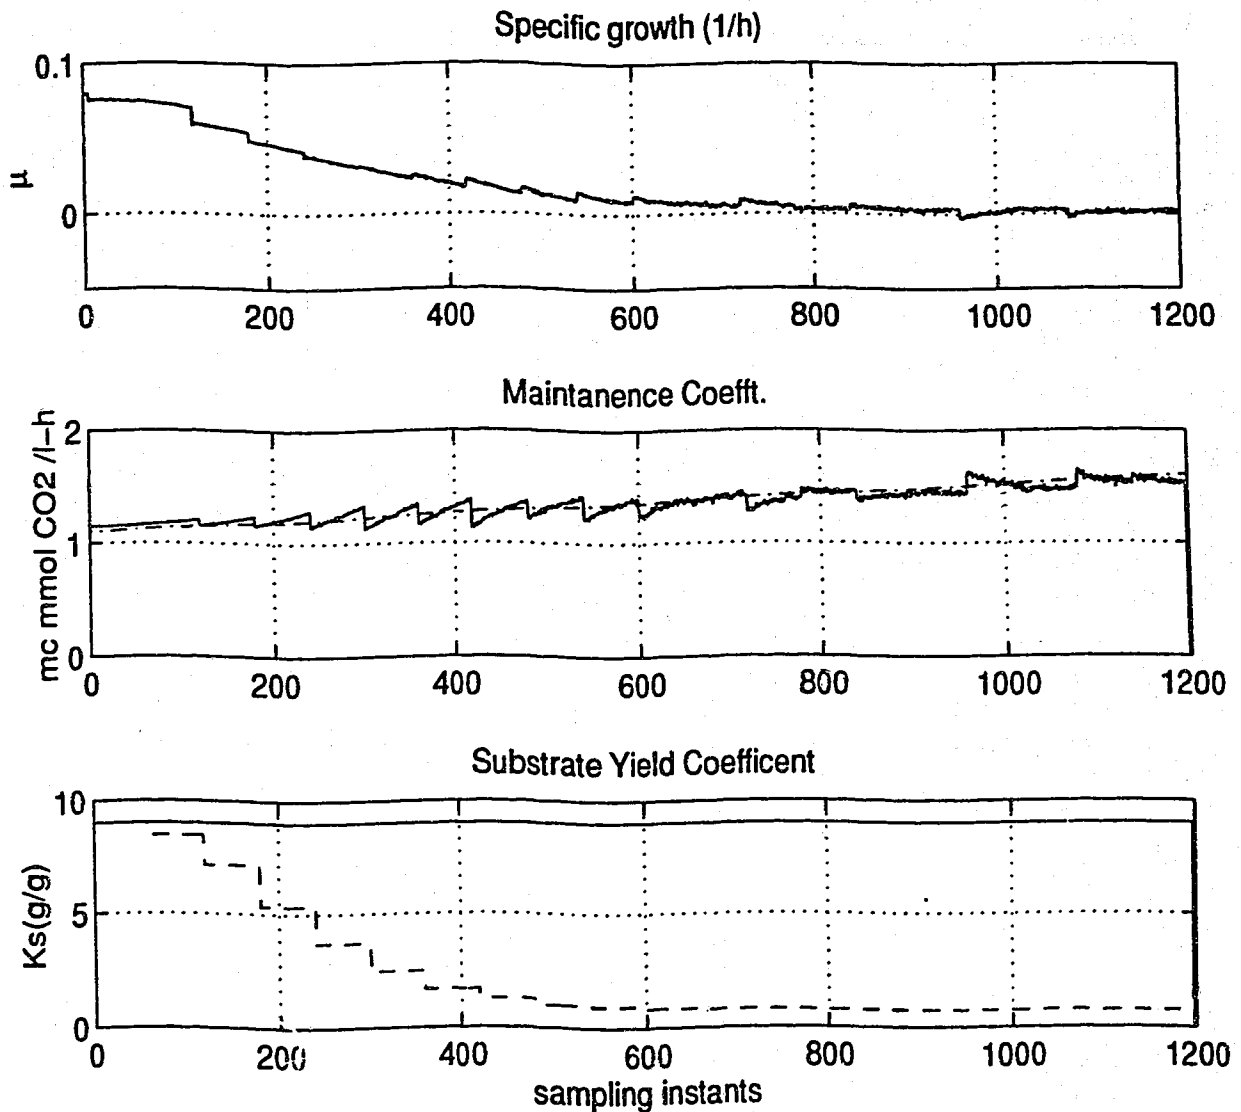 Specific growth (1/h)
0.1
0
μ
0 200 400 600 800 1000 1200
Maintanence Coefft.
2
1
0
mc mmol CO2 /l-h
0 200 400 600 800 1000 1200
Substrate Yield Coefficent
10
5
0
Ks(g/g)
0 200 400 600 800 1000 1200
sampling instants